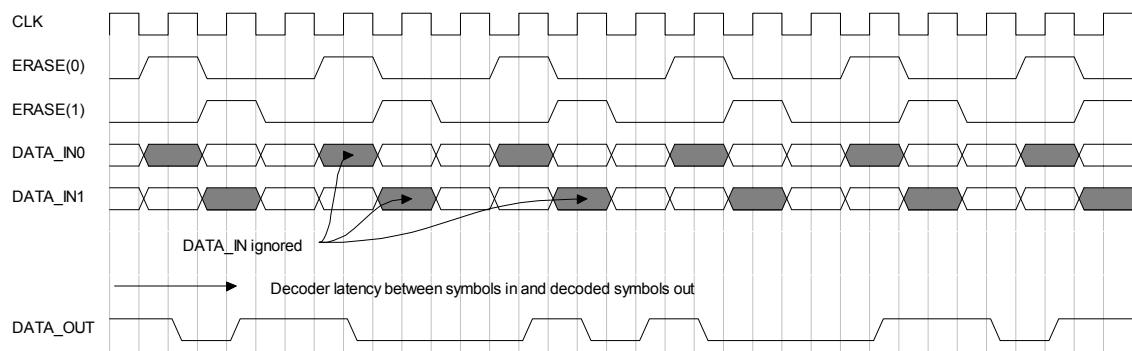 CLK
ERASE(0)
ERASE(1)
DATA_IN0
DATA_IN1
DATA_IN ignored
Decoder latency between symbols in and decoded symbols out
DATA_OUT